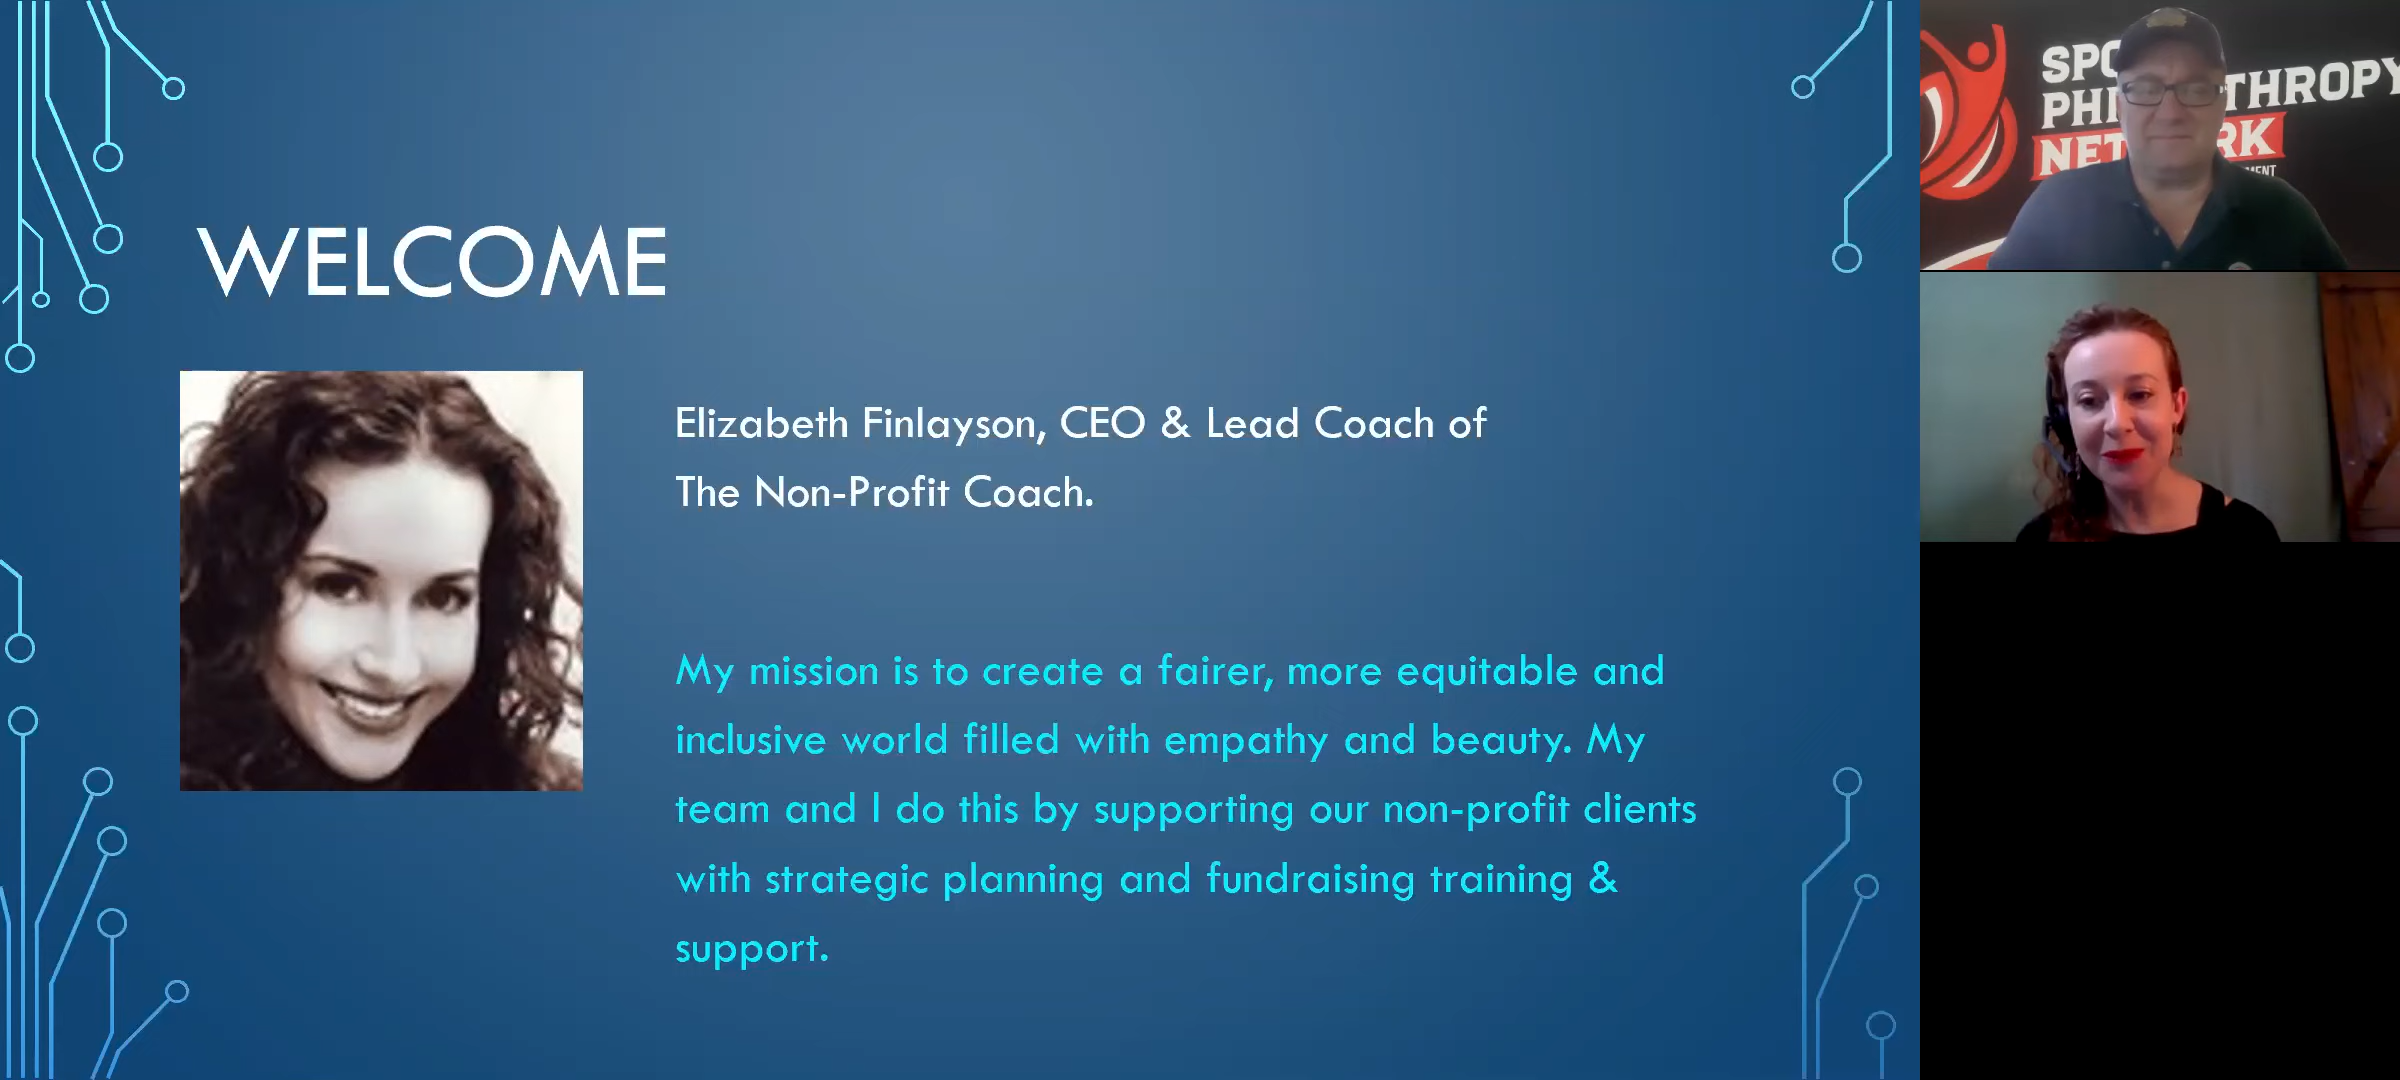 WELCOME
Elizabeth Finlayson, CEO & Lead Coach of
The Non-Profit Coach.
My mission is to create a fairer, more equitable and
inclusive world filled with empathy and beauty. My
team and I do this by supporting our non-profit clients
with strategic planning and fundraising training &
support.